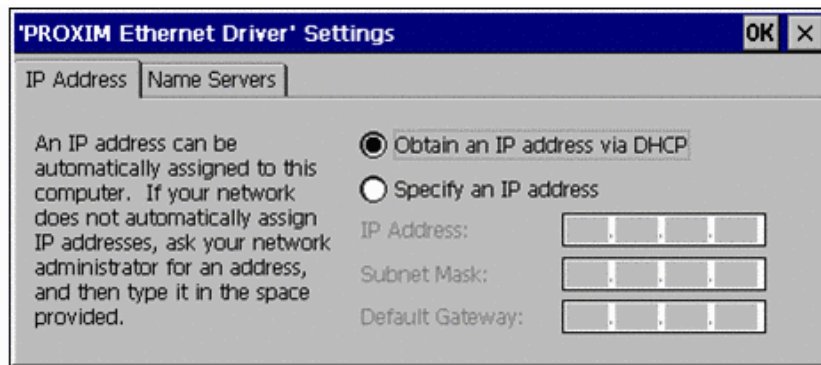 'PROXIM Ethernet Driver' Settings OK ×
IP Address Name Servers
An IP address can be
automatically assigned to this
computer. If your network
does not automatically assign
IP addresses, ask your network
administrator for an address,
and then type it in the space
provided.
Obtain an IP address via DHCP
Specify an IP address
IP Address: . . .
Subnet Mask: . . .
Default Gateway: . . .